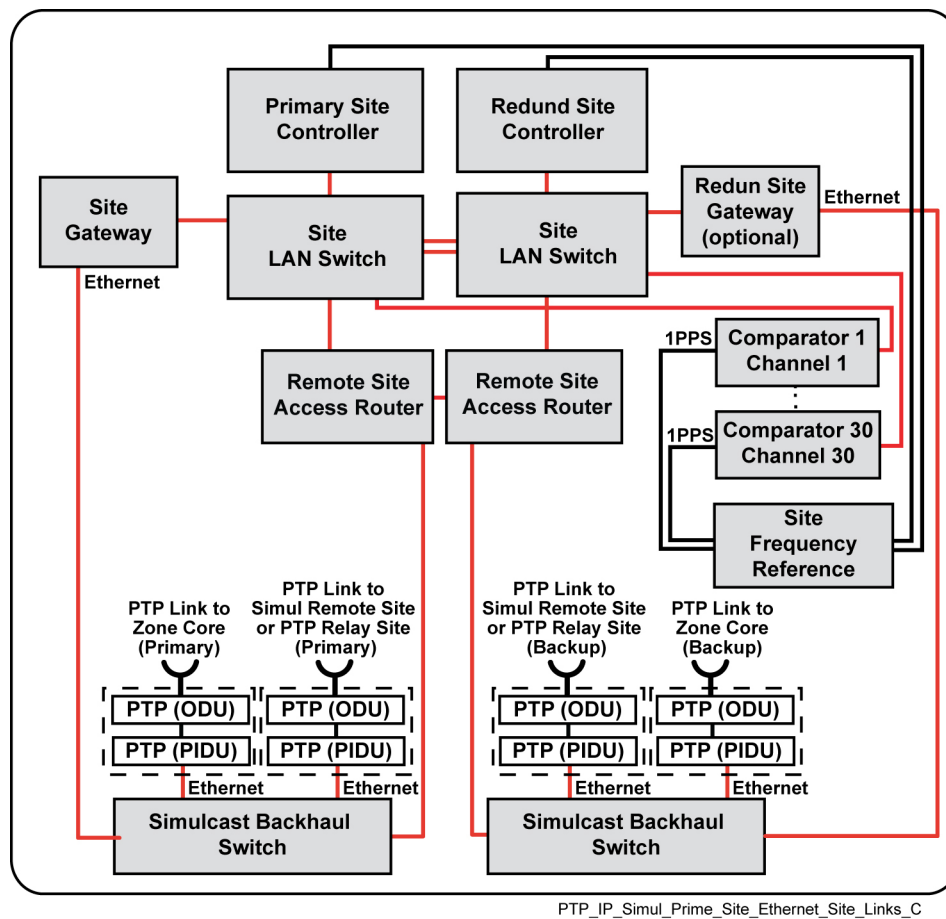 Primary Site
Controller
Redund Site
Controller
Site
Gateway
Site
LAN Switch
Site
LAN Switch
Redun Site
Gateway
(optional)
Ethernet
Ethernet
Remote Site
Access Router
Remote Site
Access Router
1PPS
Comparator 1
Channel 1
1PPS
Comparator 30
Channel 30
Site
Frequency
Reference
PTP Link to
Zone Core
(Primary)
PTP Link to
Simul Remote Site
or PTP Relay Site
(Primary)
PTP Link to
Simul Remote Site
or PTP Relay Site
(Backup)
PTP Link to
Zone Core
(Backup)
PTP (ODU)
PTP (ODU)
PTP (ODU)
PTP (ODU)
PTP (PIDU)
PTP (PIDU)
PTP (PIDU)
PTP (PIDU)
Ethernet
Ethernet
Ethernet
Ethernet
Simulcast Backhaul
Switch
Simulcast Backhaul
Switch
PTP_IP_Simul_Prime_Site_Ethernet_Site_Links_C